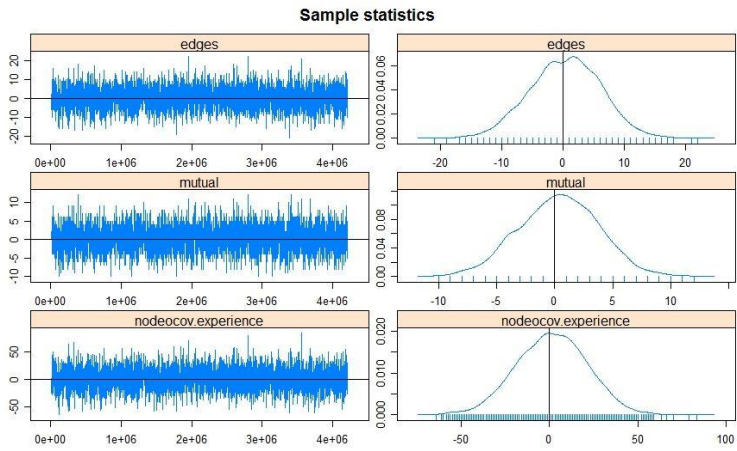 Sample statistics
edges
edges
20
10
0
-10
-20
0e+00 1e+06 2e+06 3e+06 4e+06
0.00 0.02 0.04 0.06
-20 -10 0 10 20
mutual
mutual
10
5
0
-5
-10
0e+00 1e+06 2e+06 3e+06 4e+06
0.00 0.04 0.08
-10 -5 0 5 10
nodeocov.experience
nodeocov.experience
50
0
-50
0e+00 1e+06 2e+06 3e+06 4e+06
0.000 0.010 0.020
-50 0 50 100